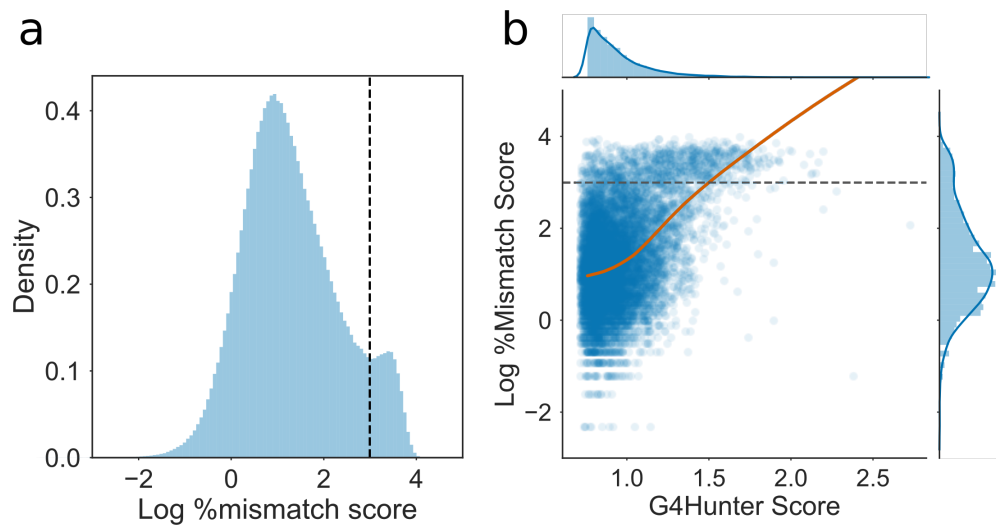 a
0.4
0.3
0.2
0.1
0.0
Density
−2 0 2 4
Log %mismatch score
b
4
2
0
−2
Log %Mismatch Score
1.0 1.5 2.0 2.5
G4Hunter Score